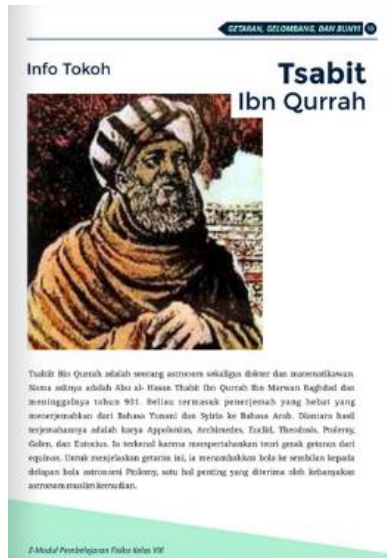 GETARAN, GELOMBANG, DAN BUNYI
Info Tokoh
Tsabit
Ibn Qurrah
Tsabit Bin Qurrah adalah seorang astronom sekaligus dokter dan matematikawan.
Nama aslinya adalah Abu al- Hasan Thabit Ibn Qurrah Ibn Marwan Baghdad dan
meninggalnya tahun 901. Beliau termasuk penerjemah yang hebat yang
menerjemahkan dari Bahasa Yunani dan Syiria ke Bahasa Arab. Diantara hasil
terjemahannya adalah karya Appolonius, Archimedes, Euclid, Theodosis, Ptolemy,
Galen, dan Eutocius. Ia terkenal karena mempertahankan teori gerak getaran dari
equinox. Untuk menjelaskan getaran ini, ia menambahkan bola ke sembilan kepada
delapan bola astronomi Ptolemy, satu hal penting yang diterima oleh kebanyakan
astronom muslim kemudian.
E-Modul Pembelajaran Fisika Kelas VIII